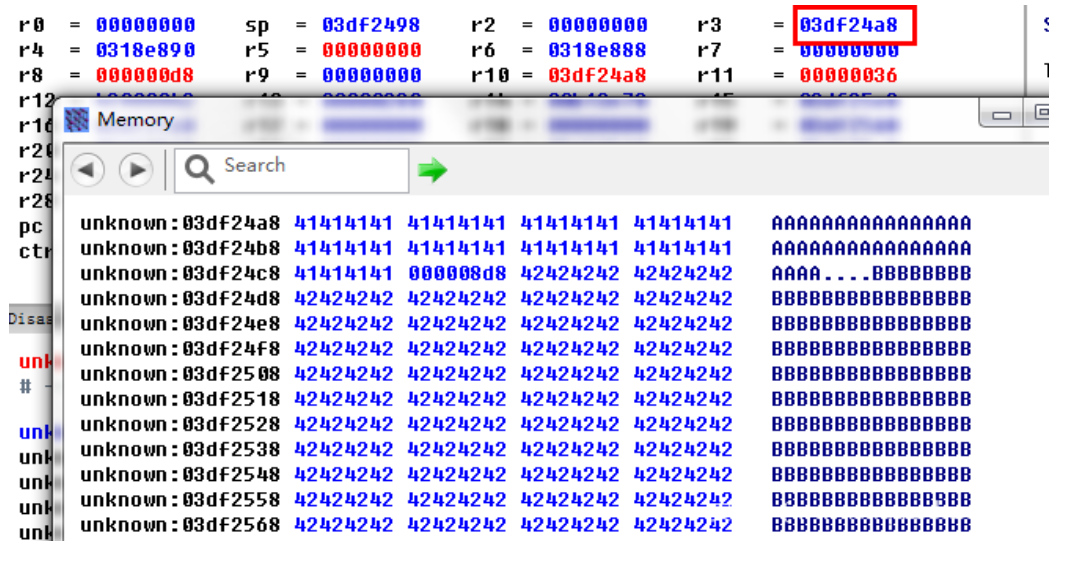 r0 = 00000000 sp = 03df2498 r2 = 00000000 r3 = 03df24a8
r4 = 0318e890 r5 = 00000000 r6 = 0318e888 r7 = 00000000
r8 = 000000d8 r9 = 00000000 r10 = 03df24a8 r11 = 00000036
r12
r16
Memory
r20
r24
Search
r28
pc
unknown:03df24a8 41414141 41414141 41414141 41414141 AAAAAAAAAAAAAAAA
ctr
unknown:03df24b8 41414141 41414141 41414141 41414141 AAAAAAAAAAAAAAAA
unknown:03df24c8 41414141 000008d8 42424242 42424242 AAAA....BBBBBBBB
unknown:03df24d8 42424242 42424242 42424242 42424242 BBBBBBBBBBBBBBBB
Disas
unknown:03df24e8 42424242 42424242 42424242 42424242 BBBBBBBBBBBBBBBB
unknown:03df24f8 42424242 42424242 42424242 42424242 BBBBBBBBBBBBBBBB
unk
unknown:03df2508 42424242 42424242 42424242 42424242 BBBBBBBBBBBBBBBB
# -
unknown:03df2518 42424242 42424242 42424242 42424242 BBBBBBBBBBBBBBBB
unknown:03df2528 42424242 42424242 42424242 42424242 BBBBBBBBBBBBBBBB
unk
unknown:03df2538 42424242 42424242 42424242 42424242 BBBBBBBBBBBBBBBB
unk
unknown:03df2548 42424242 42424242 42424242 42424242 BBBBBBBBBBBBBBBB
unk
unknown:03df2558 42424242 42424242 42424242 42424242 BBBBBBBBBBBBBBBB
unk
unknown:03df2568 42424242 42424242 42424242 42424242 BBBBBBBBBBBBBBBB
unk